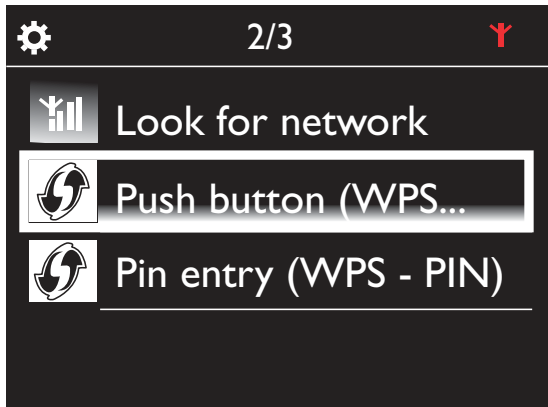 2/3
Look for network
Push button (WPS...
Pin entry (WPS - PIN)